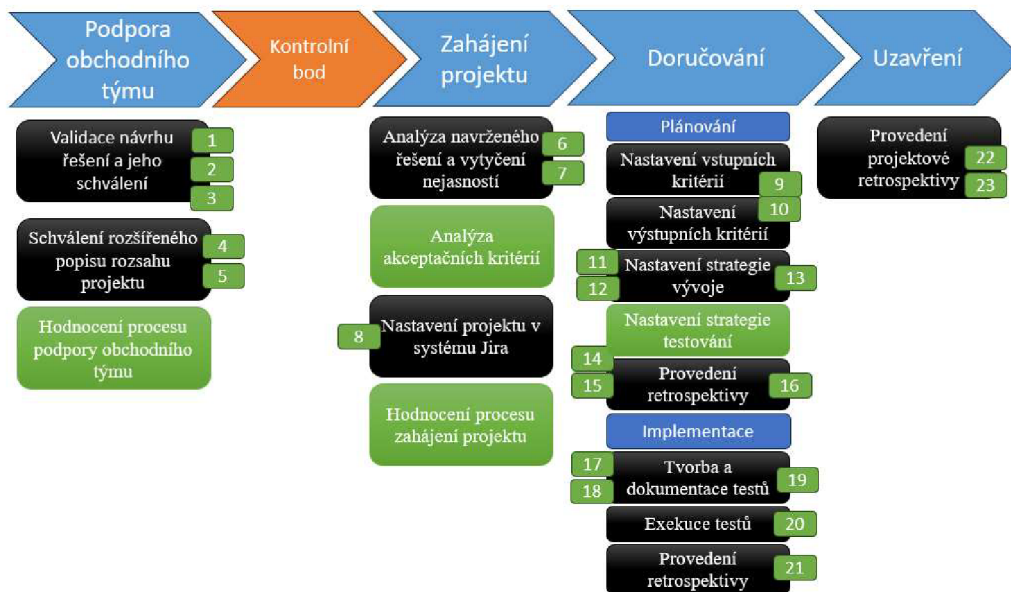 Podpora
obchodního
týmu
Kontrolní
bod
Zahájení
projektu
Doručování
Uzavření
Validace návrhu
řešení a jeho
schválení
1
2
3
Schválení rozšířeného
popisu rozsahu
projektu
4
5
Hodnocení procesu
podpory obchodního
týmu
Analýza navrženého
řešení a vytyčení
nejasností
6
7
Analýza
akceptačních kritérií
8
Nastavení projektu v
systému Jira
Hodnocení procesu
zahájení projektu
Plánování
Nastavení vstupních
kritérií
9
10
Nastavení
výstupních kritérií
11
12
Nastavení strategie
vývoje
13
Nastavení strategie
testování
14
15
Provedení
retrospektivy
16
Implementace
17
18
Tvorba a
dokumentace testů
19
Exekuce testů
20
Provedení
retrospektivy
21
Provedení
projektové
retrospektivy
22
23